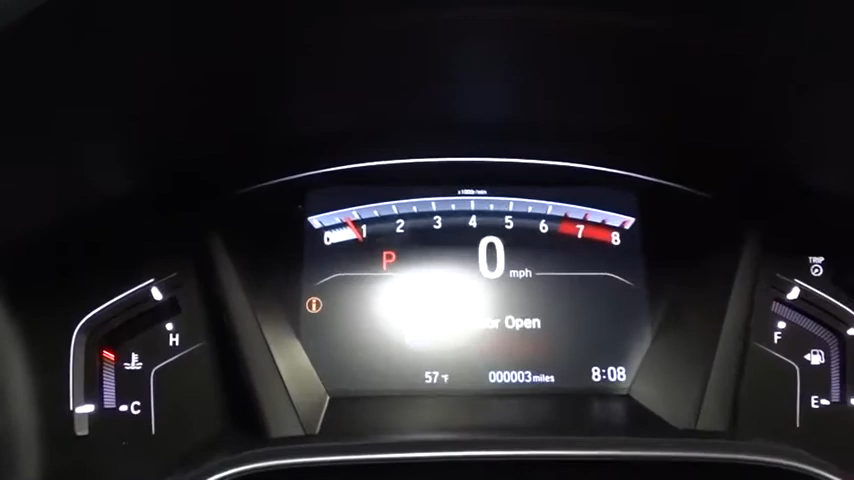 x1000r/min
0 1 2 3 4 5 6 7 8
P 0 mph
Open
57°F 000003 miles 8:08
H
C
TRIP
F
E